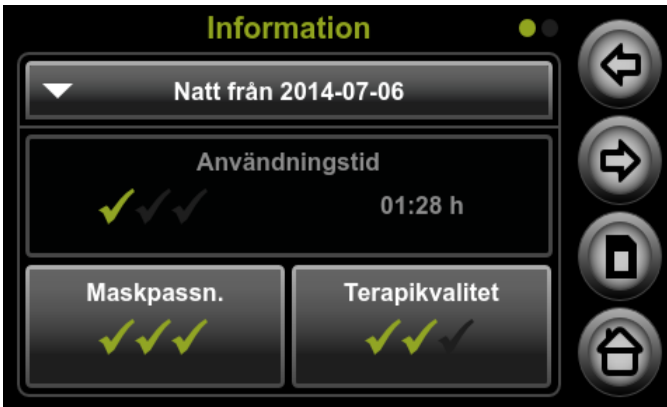 Information
Natt från 2014-07-06
Användningstid
01:28 h
Maskpassn.
Terapikvalitet